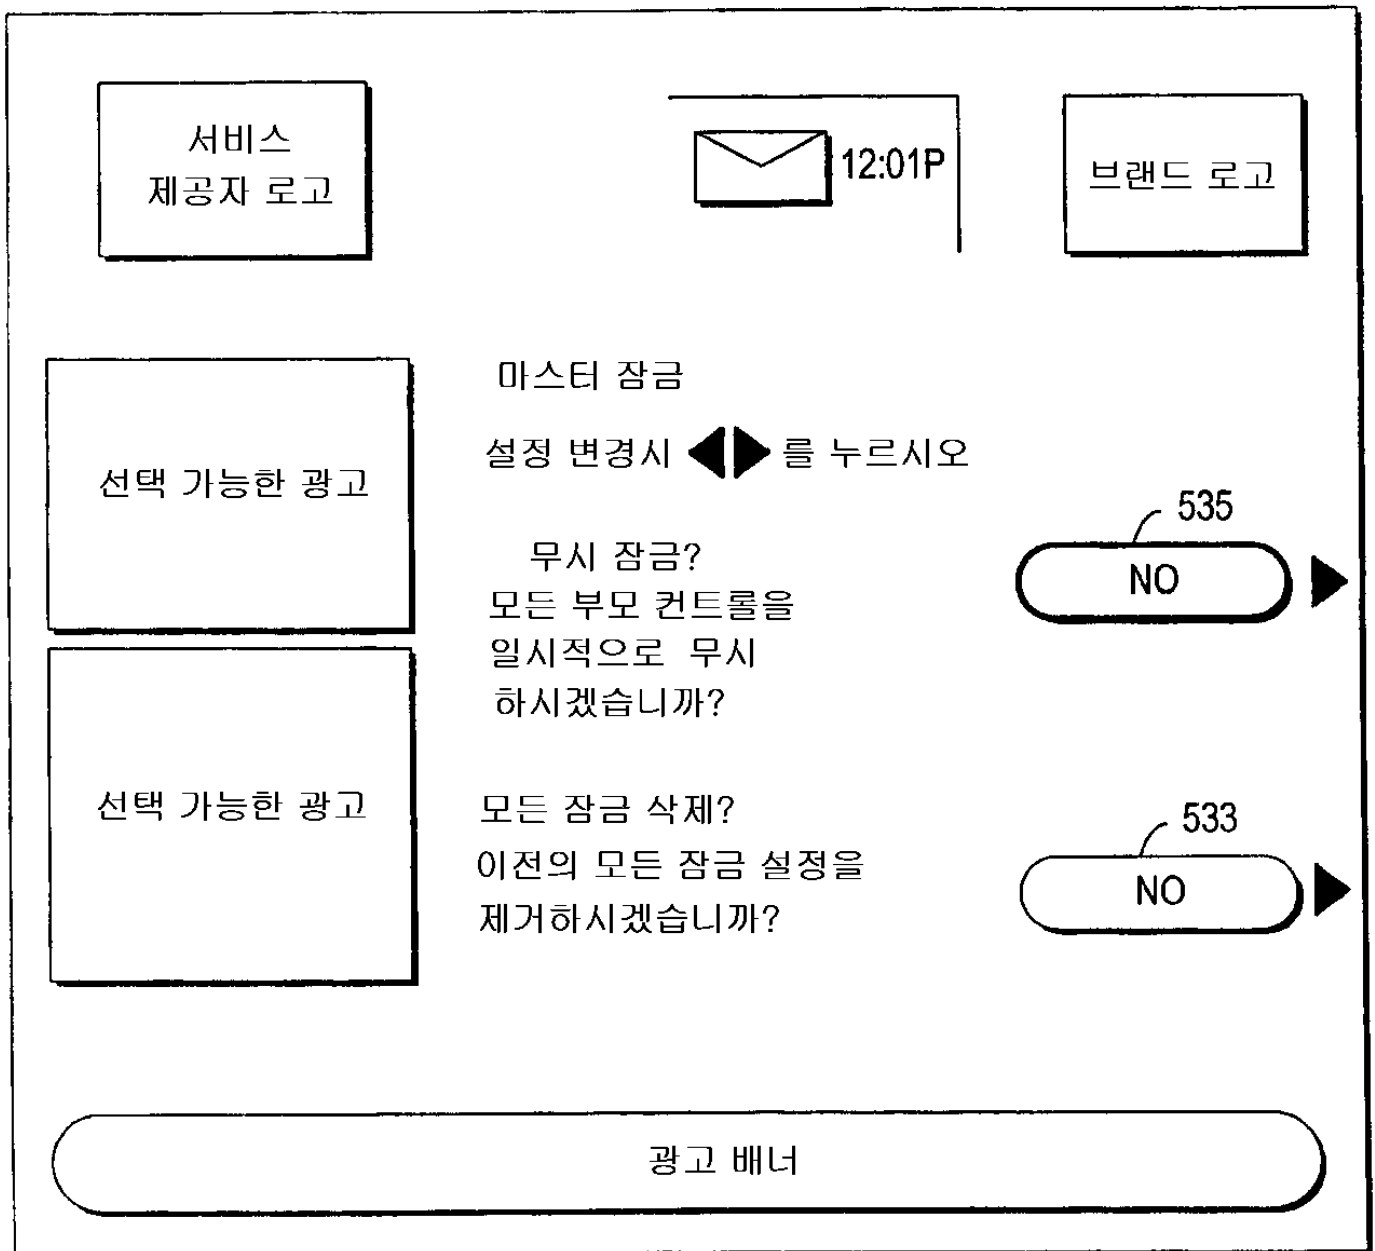 서비스
제공자 로고
12:01P
브랜드 로고
마스터 잠금
설정 변경시 ◀▶ 를 누르시오
선택 가능한 광고
535
무시 잠금?
NO
모든 부모 컨트롤을
일시적으로 무시
하시겠습니까?
선택 가능한 광고
모든 잠금 삭제?
533
이전의 모든 잠금 설정을
NO
제거하시겠습니까?
광고 배너